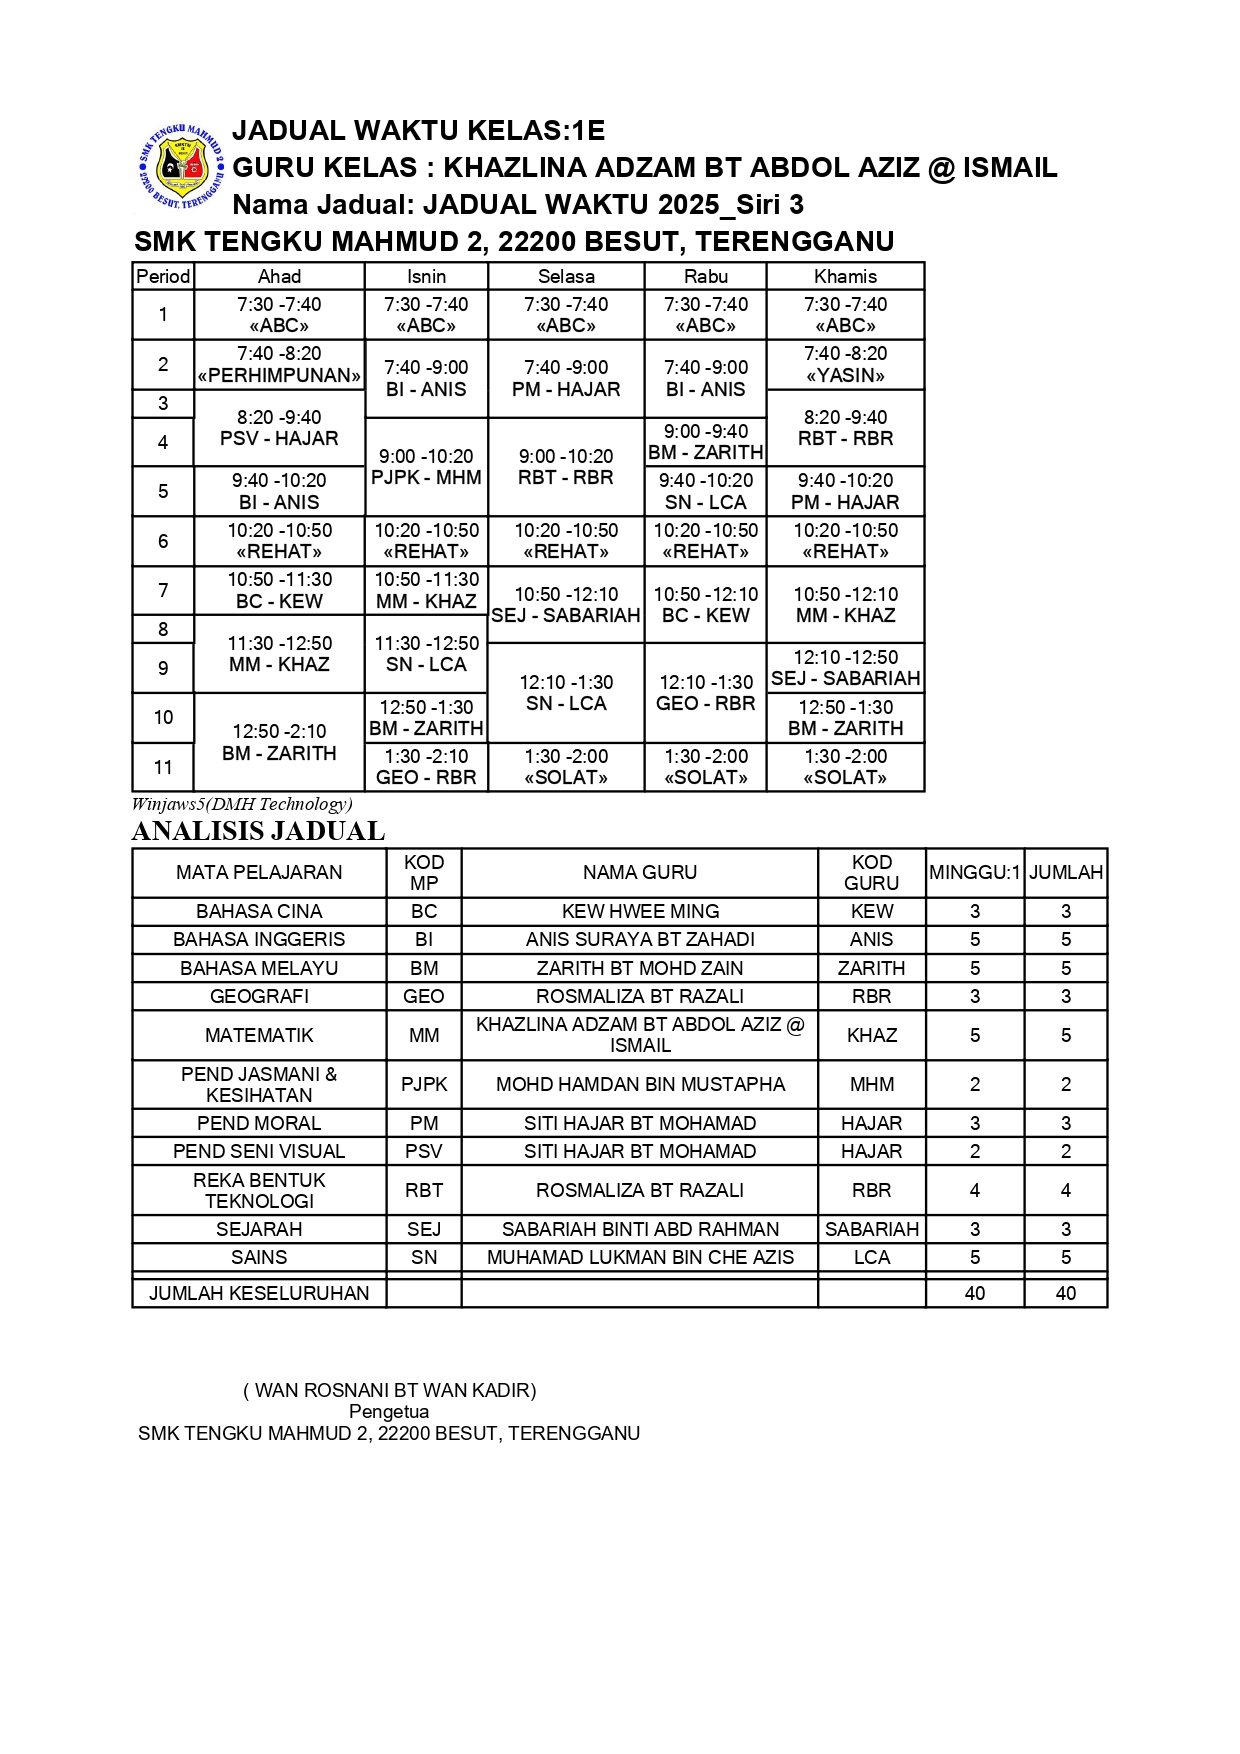 SMK TENGKU MAHMUD 2
22200 BESUT, TERENGGANU
JADUAL WAKTU KELAS:1E
GURU KELAS : KHAZLINA ADZAM BT ABDOL AZIZ @ ISMAIL
Nama Jadual: JADUAL WAKTU 2025_Siri 3
SMK TENGKU MAHMUD 2, 22200 BESUT, TERENGGANU
Period Ahad Isnin Selasa Rabu Khamis
1
7:30 -7:40
«ABC»
7:30 -7:40
«ABC»
7:30 -7:40
«ABC»
7:30 -7:40
«ABC»
7:30 -7:40
«ABC»
2
7:40 -8:20
«PERHIMPUNAN»
7:40 -9:00
BI - ANIS
7:40 -9:00
PM - HAJAR
7:40 -9:00
BI - ANIS
7:40 -8:20
«YASIN»
3
8:20 -9:40
PSV - HAJAR
8:20 -9:40
RBT - RBR
4
9:00 -10:20
PJPK - MHM
9:00 -10:20
RBT - RBR
9:00 -9:40
BM - ZARITH
5
9:40 -10:20
BI - ANIS
9:40 -10:20
SN - LCA
9:40 -10:20
PM - HAJAR
6
10:20 -10:50
«REHAT»
10:20 -10:50
«REHAT»
10:20 -10:50
«REHAT»
10:20 -10:50
«REHAT»
10:20 -10:50
«REHAT»
7
10:50 -11:30
BC - KEW
10:50 -11:30
MM - KHAZ
10:50 -12:10
SEJ - SABARIAH
10:50 -12:10
BC - KEW
10:50 -12:10
MM - KHAZ
8
11:30 -12:50
MM - KHAZ
11:30 -12:50
SN - LCA
9
12:10 -1:30
SN - LCA
12:10 -1:30
GEO - RBR
12:10 -12:50
SEJ - SABARIAH
10
12:50 -2:10
BM - ZARITH
12:50 -1:30
BM - ZARITH
12:50 -1:30
BM - ZARITH
11
1:30 -2:10
GEO - RBR
1:30 -2:00
«SOLAT»
1:30 -2:00
«SOLAT»
1:30 -2:00
«SOLAT»
Winjaws5(DMH Technology)
ANALISIS JADUAL
MATA PELAJARAN KOD MP NAMA GURU KOD GURU MINGGU:1 JUMLAH
BAHASA CINA BC KEW HWEE MING KEW 3 3
BAHASA INGGERIS BI ANIS SURAYA BT ZAHADI ANIS 5 5
BAHASA MELAYU BM ZARITH BT MOHD ZAIN ZARITH 5 5
GEOGRAFI GEO ROSMALIZA BT RAZALI RBR 3 3
MATEMATIK MM KHAZLINA ADZAM BT ABDOL AZIZ @ ISMAIL KHAZ 5 5
PEND JASMANI & KESIHATAN PJPK MOHD HAMDAN BIN MUSTAPHA MHM 2 2
PEND MORAL PM SITI HAJAR BT MOHAMAD HAJAR 3 3
PEND SENI VISUAL PSV SITI HAJAR BT MOHAMAD HAJAR 2 2
REKA BENTUK TEKNOLOGI RBT ROSMALIZA BT RAZALI RBR 4 4
SEJARAH SEJ SABARIAH BINTI ABD RAHMAN SABARIAH 3 3
SAINS SN MUHAMAD LUKMAN BIN CHE AZIS LCA 5 5
JUMLAH KESELURUHAN 40 40
( WAN ROSNANI BT WAN KADIR)
Pengetua
SMK TENGKU MAHMUD 2, 22200 BESUT, TERENGGANU